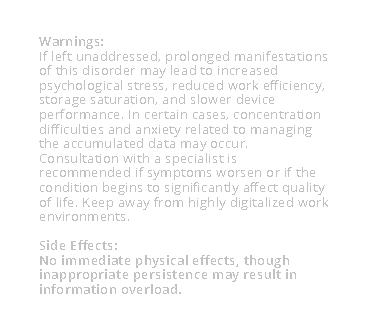 Warnings:
If left unaddressed, prolonged manifestations
of this disorder may lead to increased
psychological stress, reduced work efficiency,
storage saturation, and slower device
performance. In certain cases, concentration
difficulties and anxiety related to managing
the accumulated data may occur.
Consultation with a specialist is
recommended if symptoms worsen or if the
condition begins to significantly affect quality
of life. Keep away from highly digitalized work
environments.

Side Effects:
No immediate physical effects, though
inappropriate persistence may result in
information overload.